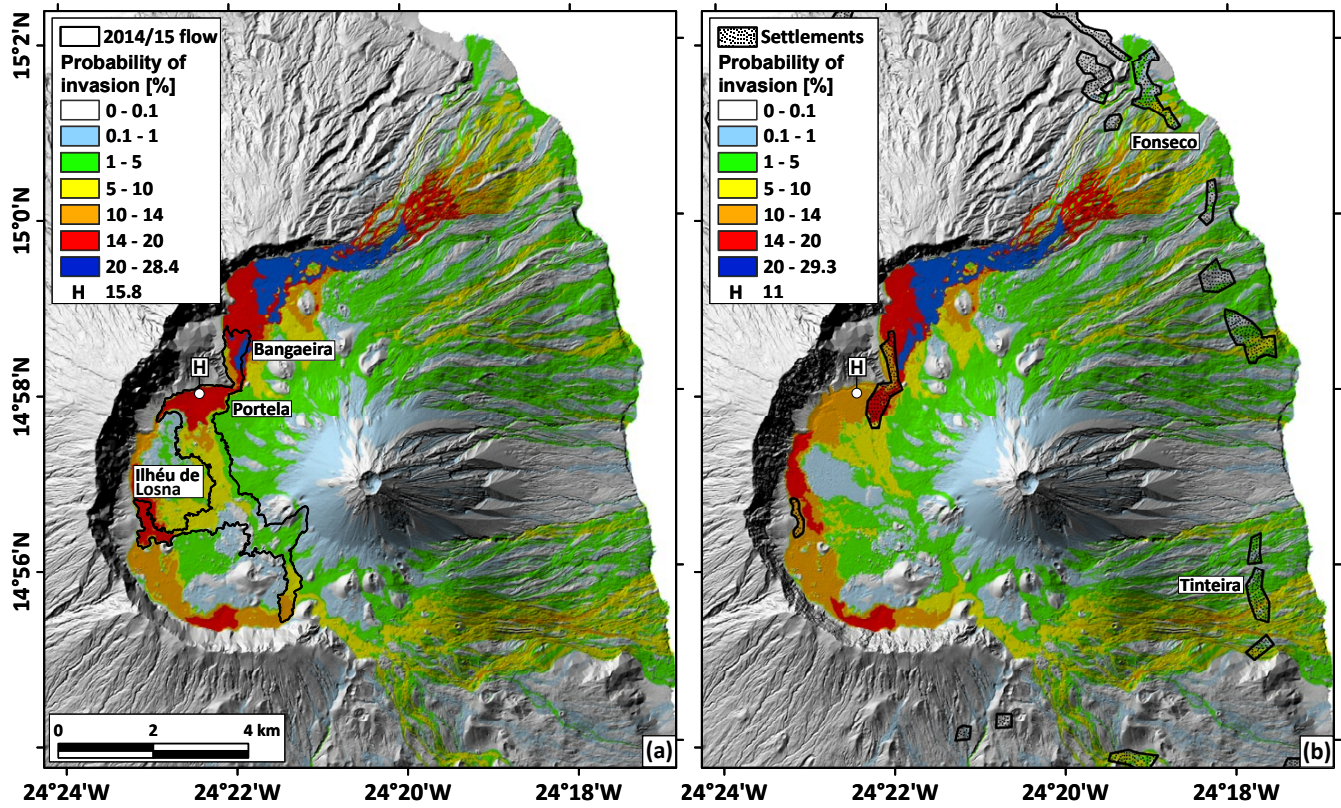 2014/15 flow
Probability of
invasion [%]
0 - 0.1
0.1 - 1
1 - 5
5 - 10
10 - 14
14 - 20
20 - 28.4
H 15.8
Bangaeira
H
Portela
Ilhéu de
Losna
0 2 4 km
(a)
Settlements
Probability of
invasion [%]
0 - 0.1
0.1 - 1
1 - 5
5 - 10
10 - 14
14 - 20
20 - 29.3
H 11
Fonseco
H
Tinteira
(b)
15°2'N
15°0'N
14°58'N
14°56'N
24°24'W 24°22'W 24°20'W 24°18'W 24°22'W 24°20'W 24°18'W